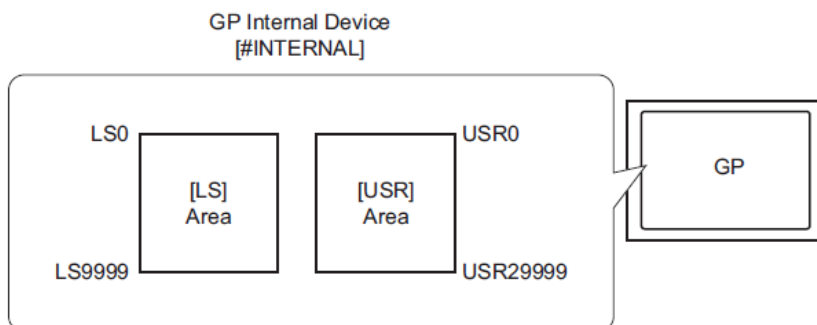 GP Internal Device
[#INTERNAL]
LS0
USR0
[LS]
Area
[USR]
Area
GP
LS9999
USR29999